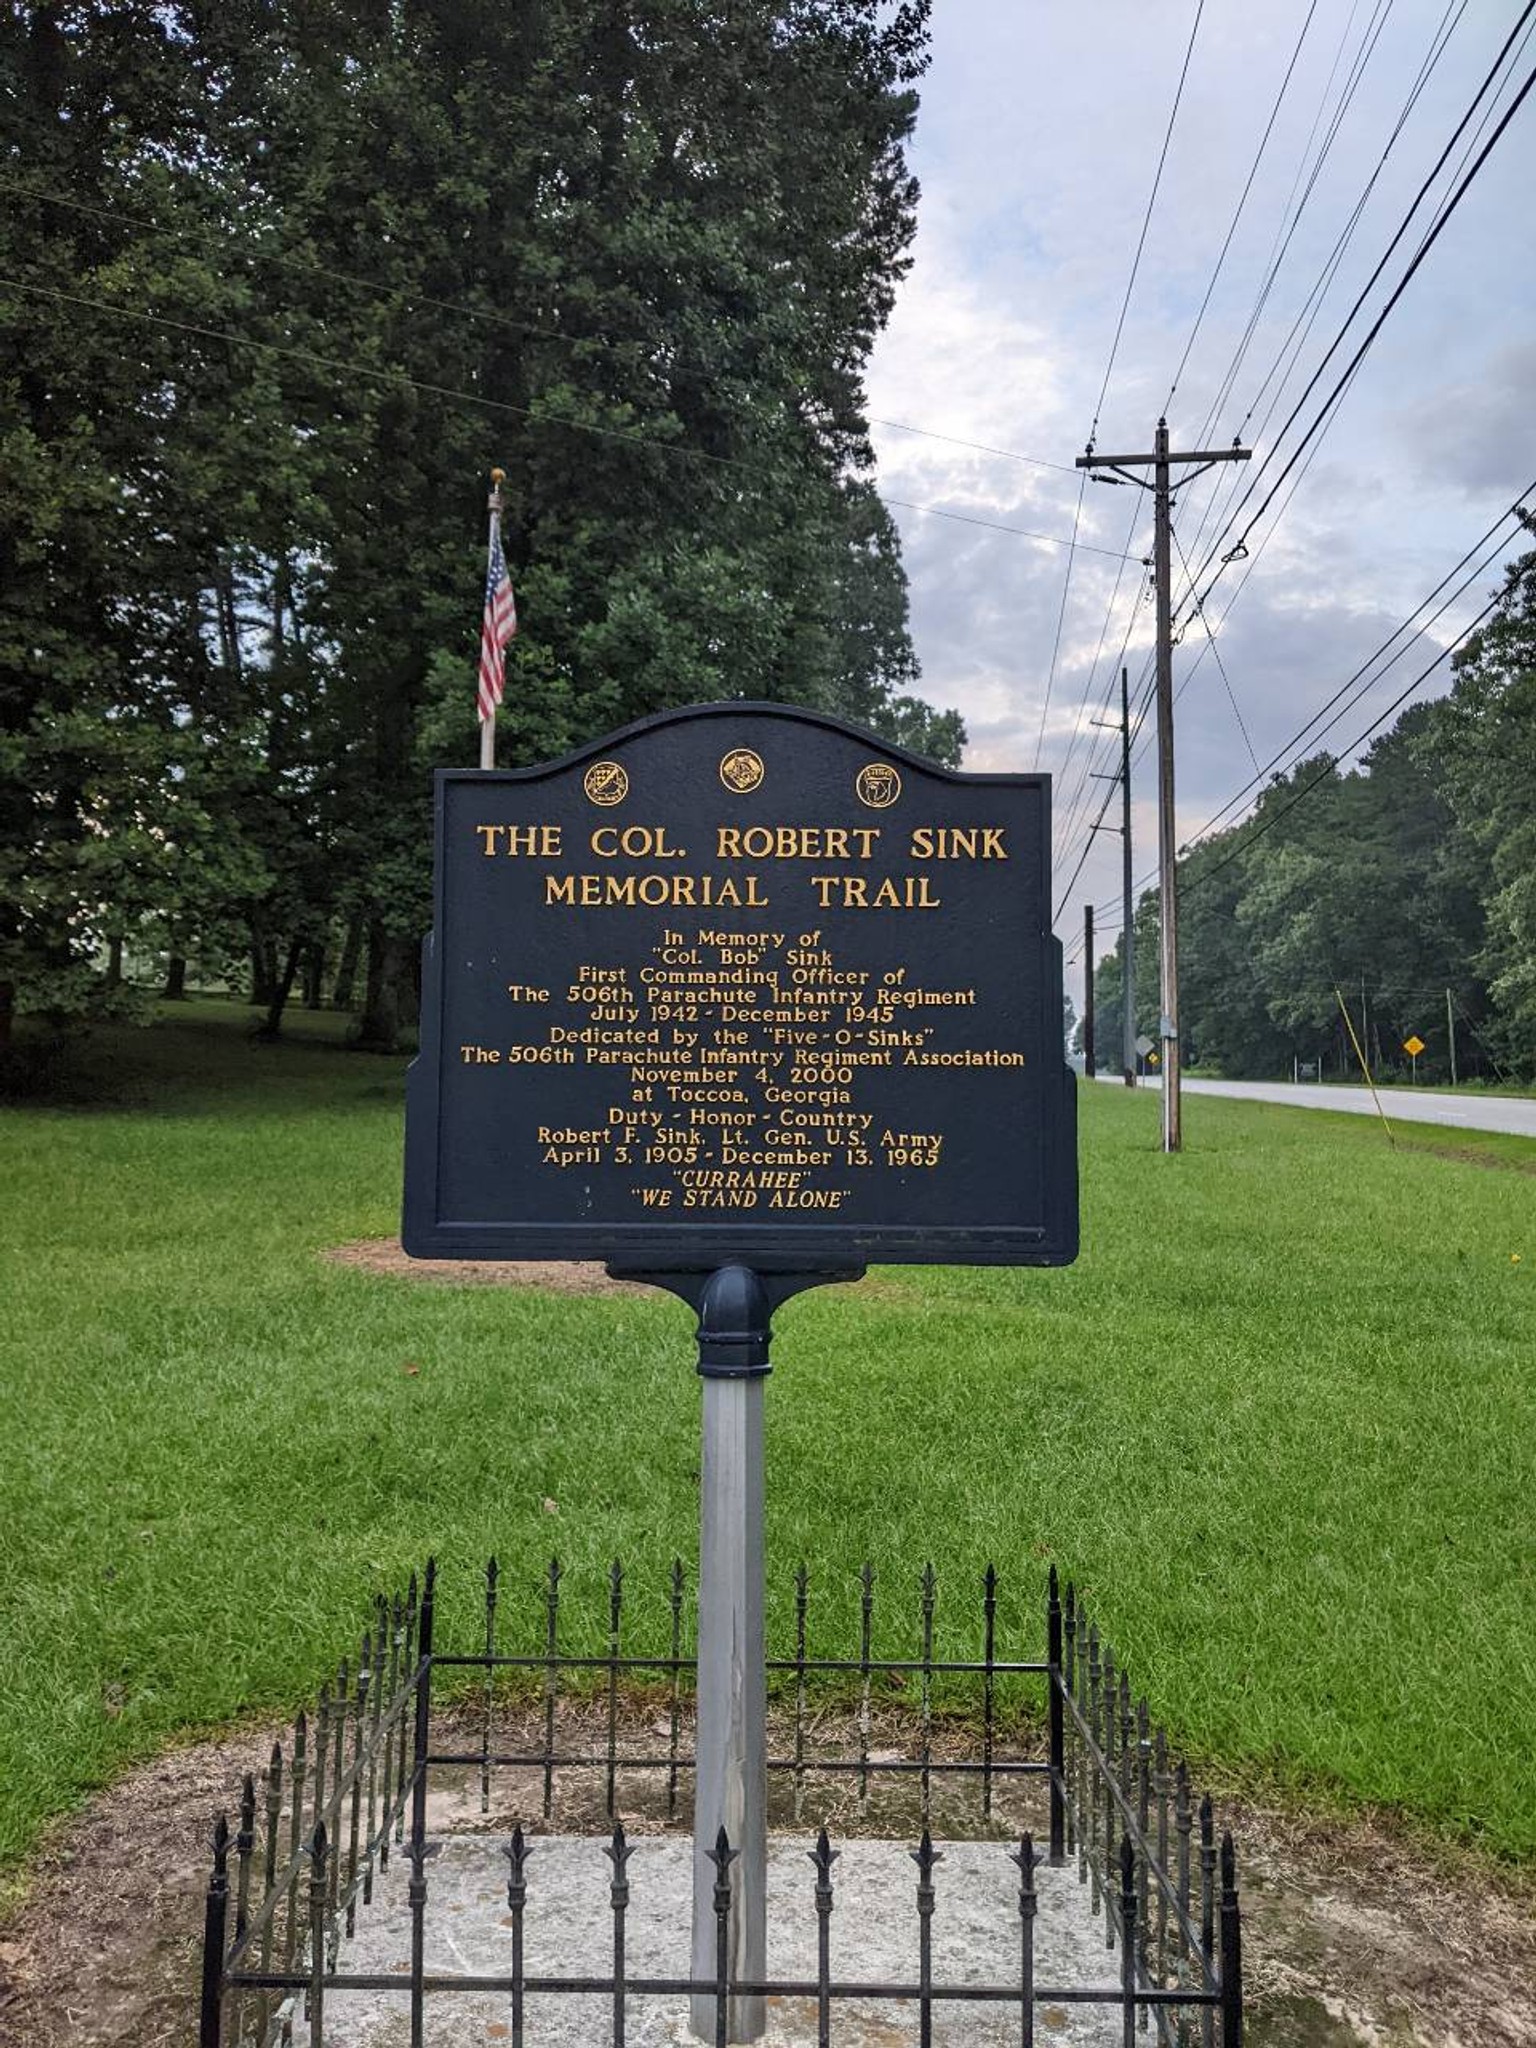 THE COL. ROBERT SINK
MEMORIAL TRAIL
In Memory of
"Col. Bob" Sink
First Commanding Officer of
The 506th Parachute Infantry Regiment
July 1942 - December 1945
Dedicated by the "Five-O-Sinks"
The 506th Parachute Infantry Regiment Association
November 4, 2000
at Toccoa, Georgia
Duty - Honor - Country
Robert F. Sink, Lt. Gen. U.S. Army
April 3, 1905 - December 13, 1965
"CURRAHEE"
"WE STAND ALONE"